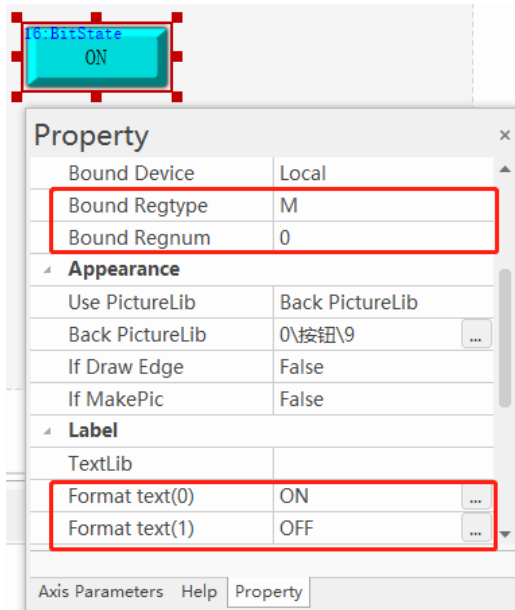 16:BitState
ON
Property
×
Bound Device Local
Bound Regtype M
Bound Regnum 0
Appearance
Use PictureLib Back PictureLib
Back PictureLib 0\按钮\9 ...
If Draw Edge False
If MakePic False
Label
TextLib
Format text(0) ON ...
Format text(1) OFF ...
Axis Parameters Help Property